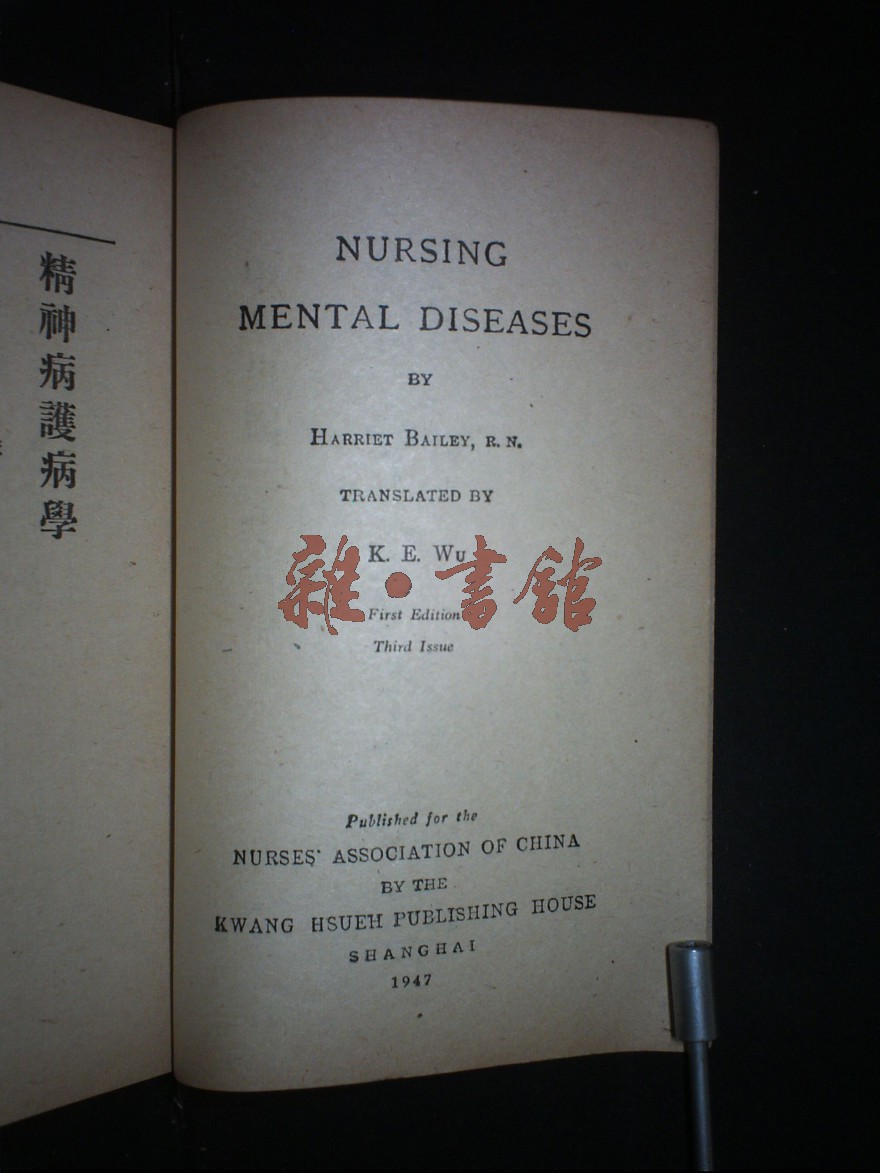 精神病護病學
NURSING
MENTAL DISEASES
BY
HARRIET BAILEY, R. N.
TRANSLATED BY
K. E. WU
雜·書館
First Edition
Third Issue
Published for the
NURSES' ASSOCIATION OF CHINA
BY THE
KWANG HSUEH PUBLISHING HOUSE
SHANGHAI
1947